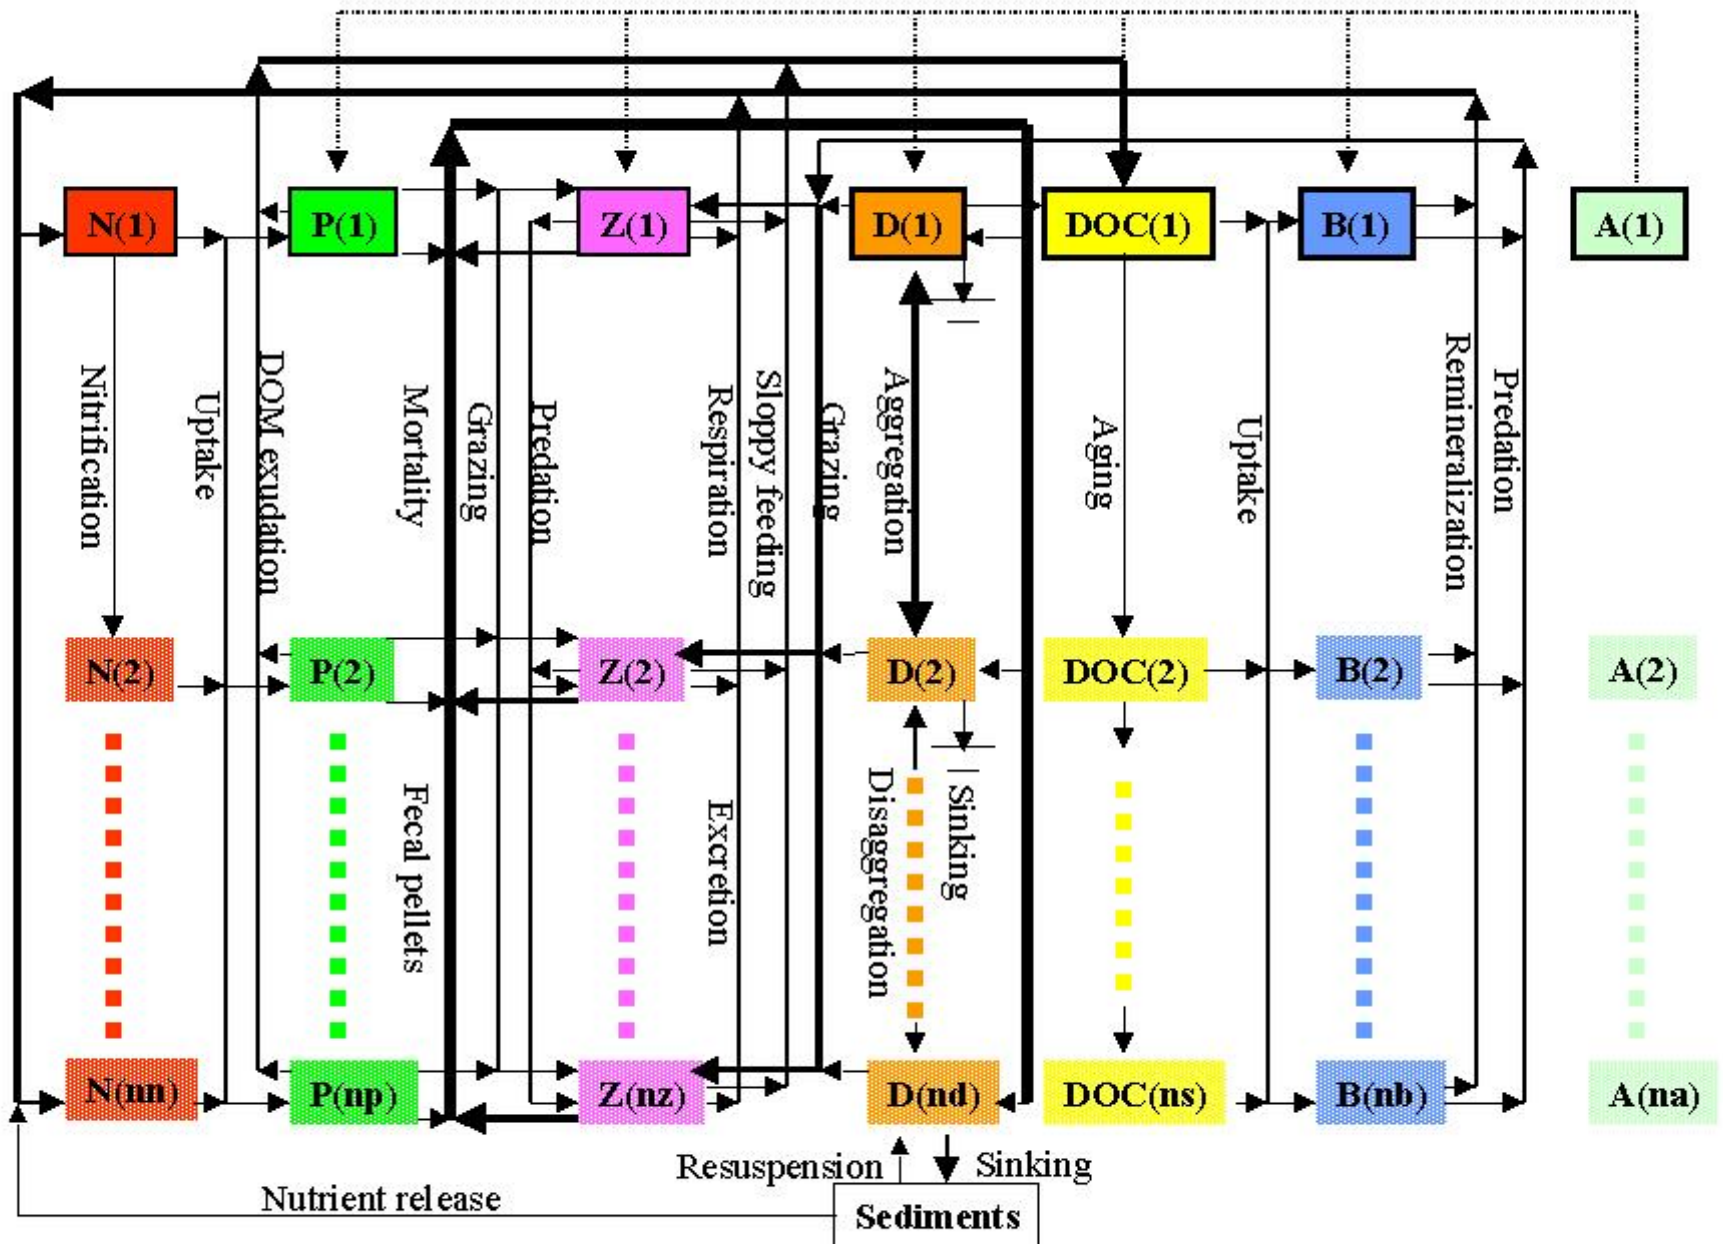 N(1)
P(1)
Z(1)
D(1)
DOC(1)
B(1)
A(1)
Nitrification
Uptake
DOM exudation
Mortality
Grazing
Predation
Respiration
Sloppy feeding
Grazing
Aggregation
Aging
Uptake
Remineralization
Predation
N(2)
P(2)
Z(2)
D(2)
DOC(2)
B(2)
A(2)
Fecal pellets
Excretion
Disaggregation
Sinking
N(nn)
P(np)
Z(nz)
D(nd)
DOC(ns)
B(nb)
A(na)
Resuspension
Sinking
Nutrient release
Sediments